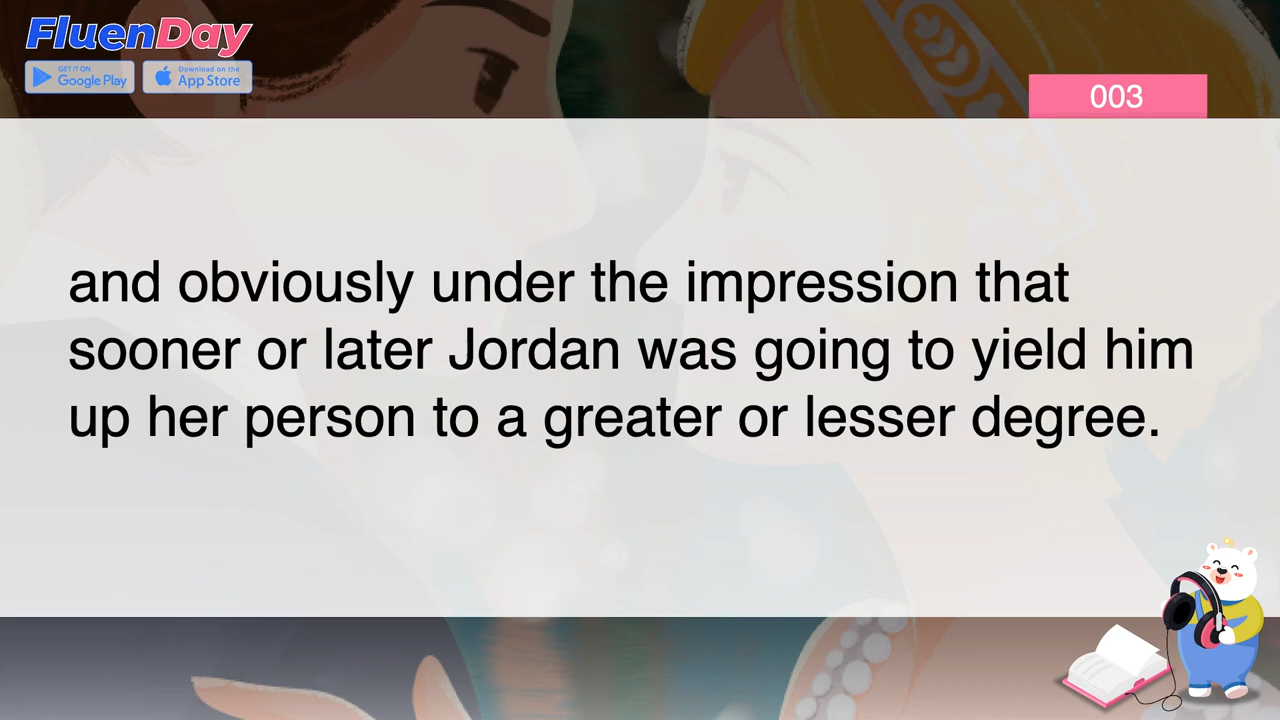 FluenDay
GET IT ON
Google Play
Download on the
App Store
003
and obviously under the impression that
sooner or later Jordan was going to yield him
up her person to a greater or lesser degree.